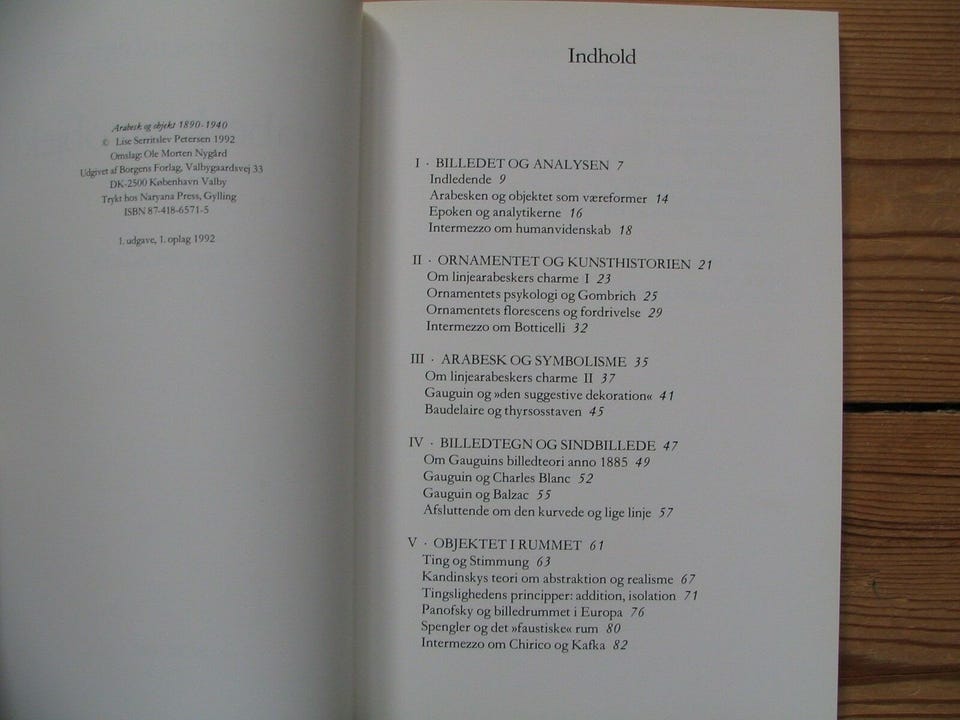 Arabesk og objekt 1890-1940
© Lise Serritslev Petersen 1992
Omslag: Ole Morten Nygård
Udgivet af Borgens Forlag, Valbygaardsvej 33
DK-2500 København Valby
Trykt hos Naryana Press, Gylling
ISBN 87-418-6571-5
1. udgave, 1. oplag 1992
Indhold
I · BILLEDET OG ANALYSEN 7
Indledende 9
Arabesken og objektet som væreformer 14
Epoken og analytikerne 16
Intermezzo om humanvidenskab 18
II · ORNAMENTET OG KUNSTHISTORIEN 21
Om linjearabeskers charme I 23
Ornamentets psykologi og Gombrich 25
Ornamentets florescens og fordrivelse 29
Intermezzo om Botticelli 32
III · ARABESK OG SYMBOLISME 35
Om linjearabeskers charme II 37
Gauguin og »den suggestive dekoration« 41
Baudelaire og thyrsosstaven 45
IV · BILLEDTEGN OG SINDBILLEDE 47
Om Gauguins billedteori anno 1885 49
Gauguin og Charles Blanc 52
Gauguin og Balzac 55
Afsluttende om den kurvede og lige linje 57
V · OBJEKTET I RUMMET 61
Ting og Stimmung 63
Kandinskys teori om abstraktion og realisme 67
Tingslighedens principper: addition, isolation 71
Panofsky og billedrummet i Europa 76
Spengler og det »faustiske« rum 80
Intermezzo om Chirico og Kafka 82